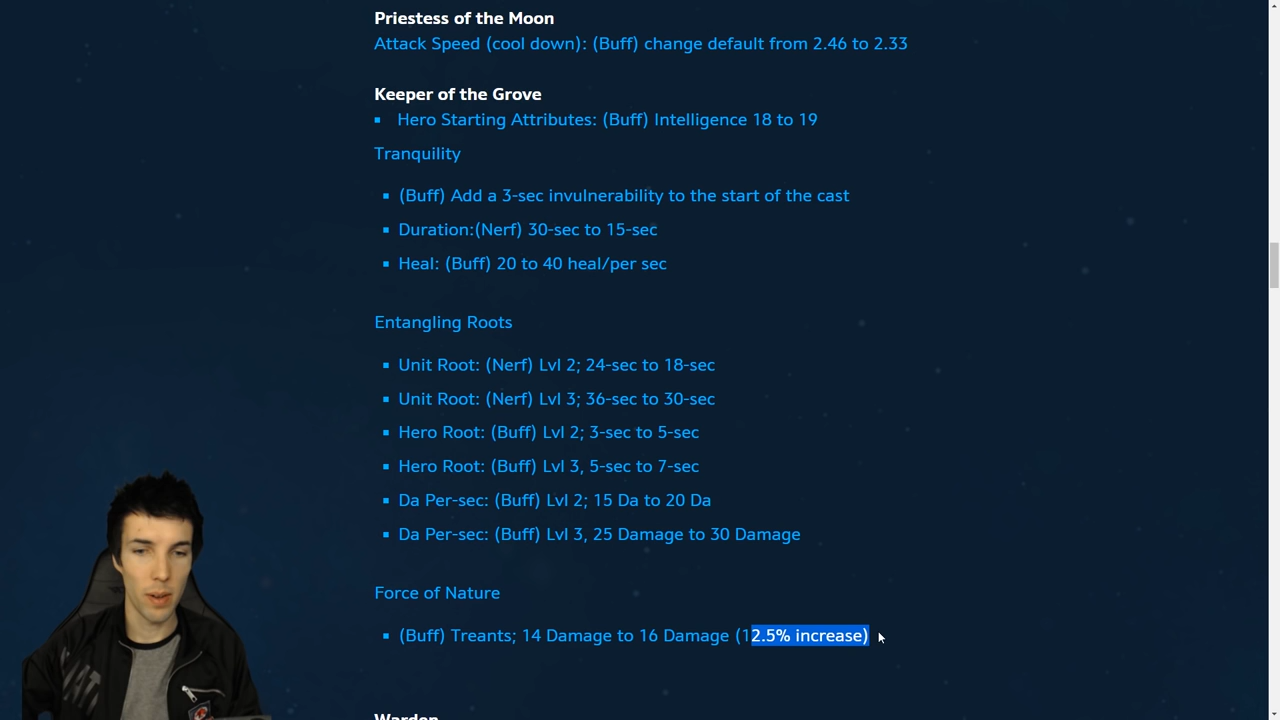 Priestess of the Moon
Attack Speed (cool down): (Buff) change default from 2.46 to 2.33
Keeper of the Grove
Hero Starting Attributes: (Buff) Intelligence 18 to 19
Tranquility
(Buff) Add a 3-sec invulnerability to the start of the cast
Duration:(Nerf) 30-sec to 15-sec
Heal: (Buff) 20 to 40 heal/per sec
Entangling Roots
Unit Root: (Nerf) Lvl 2; 24-sec to 18-sec
Unit Root: (Nerf) Lvl 3; 36-sec to 30-sec
Hero Root: (Buff) Lvl 2; 3-sec to 5-sec
Hero Root: (Buff) Lvl 3, 5-sec to 7-sec
Da Per-sec: (Buff) Lvl 2; 15 Da to 20 Da
Da Per-sec: (Buff) Lvl 3, 25 Damage to 30 Damage
Force of Nature
(Buff) Treants; 14 Damage to 16 Damage (12.5% increase)
Warden